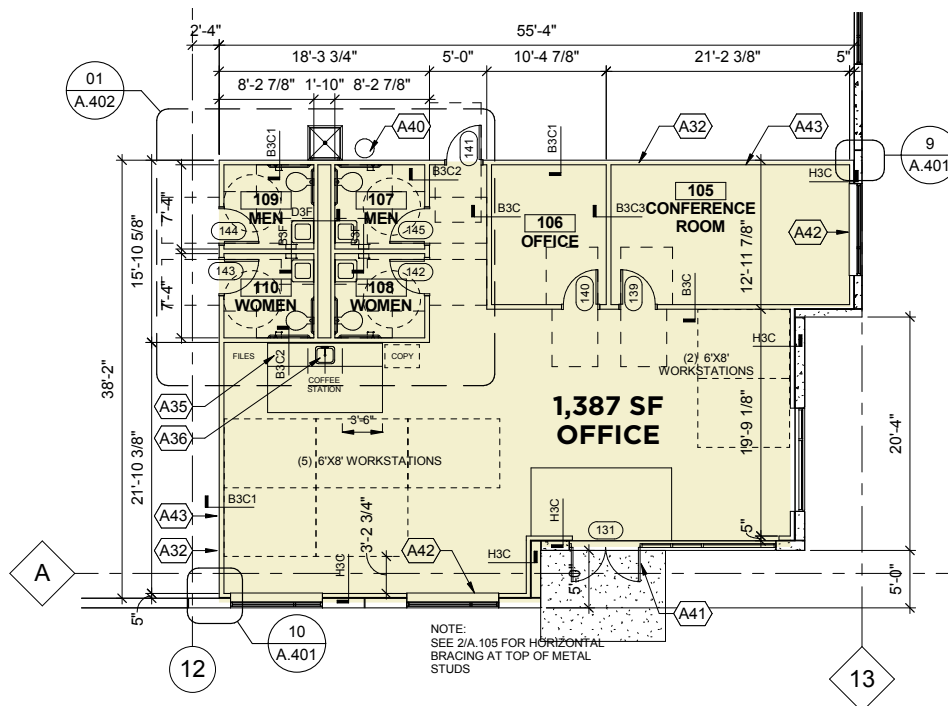 2'-4"
55'-4"
18'-3 3/4"
5'-0"
10'-4 7/8"
21'-2 3/8"
5"
8'-2 7/8"
1'-10"
8'-2 7/8"
01
A.402
A40
A32
A43
9
A.401
B3C1
141
B3C1
B3C2
H3C
109
MEN
107
MEN
105
CONFERENCE
ROOM
106
OFFICE
D3F
B3F
B3F
B3C
B3C3
A42
144
145
143
142
7'-4"
15'-10 5/8"
7'-4"
12'-11 7/8"
110
WOMEN
108
WOMEN
140
139
B3C
H3C
FILES
B3C2
COFFEE
STATION
COPY
(2) 6'X8'
WORKSTATIONS
38'-2"
A35
A36
3'-6"
1,387 SF
OFFICE
19'-9 1/8"
20'-4"
(5) 6'X8' WORKSTATIONS
21'-10 3/8"
B3C1
A43
A32
3'-2 3/4"
A42
H3C
H3C
H3C
131
5"
5'-0"
5'-0"
A
A41
5"
10
A.401
12
NOTE:
SEE 2/A.105 FOR HORIZONTAL
BRACING AT TOP OF METAL
STUDS
13